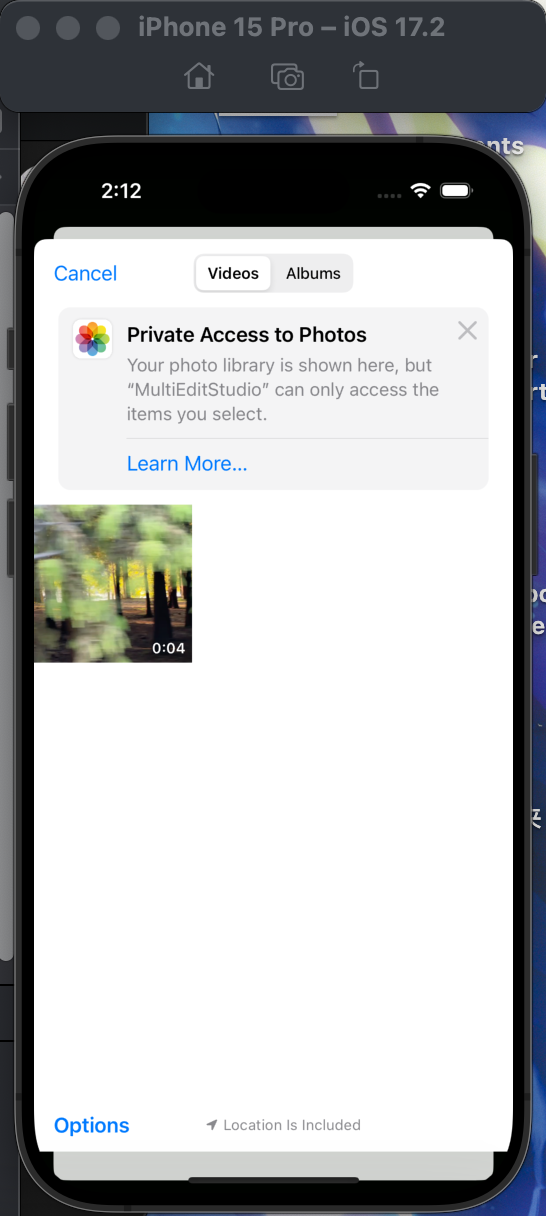 iPhone 15 Pro – iOS 17.2
2:12
Cancel
Videos
Albums
Private Access to Photos
Your photo library is shown here, but
“MultiEditStudio” can only access the
items you select.
Learn More...
0:04
Options
Location Is Included